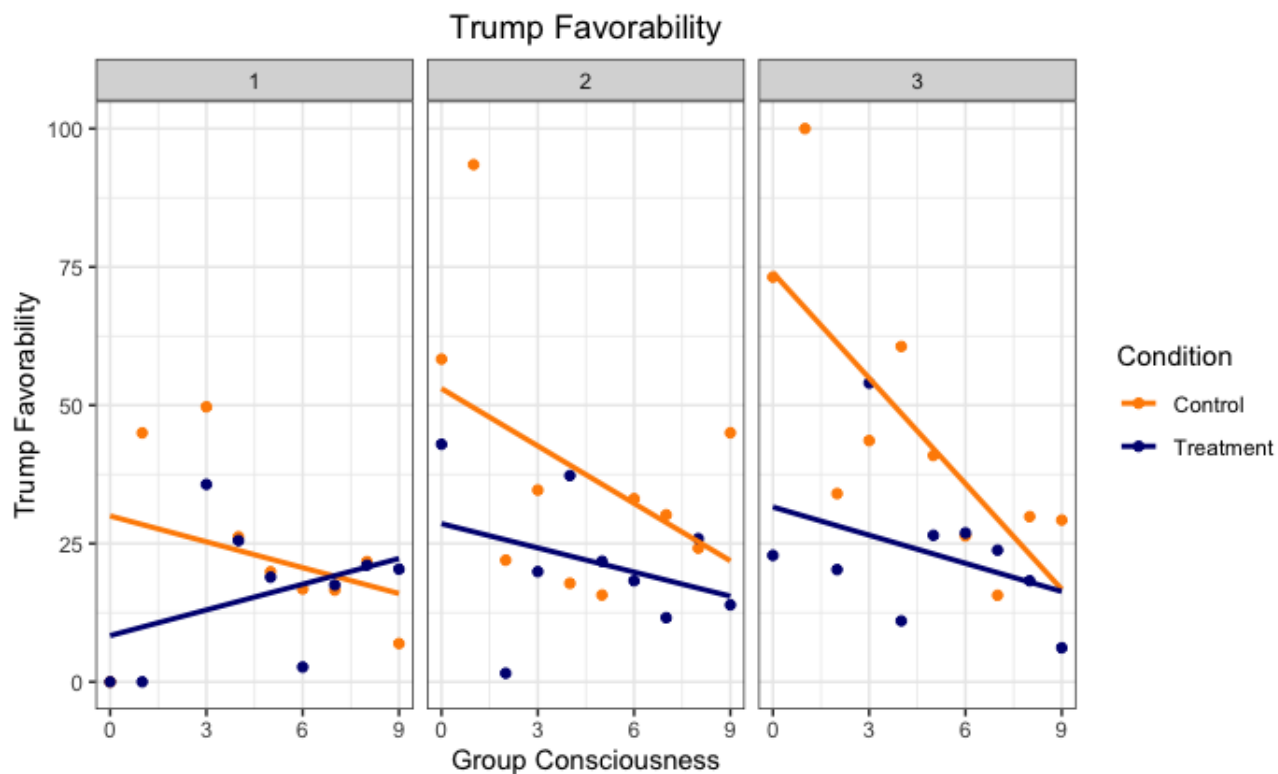 Trump Favorability
1 2 3
100
75
50
25
0
Trump Favorability
0 3 6 9 0 3 6 9 0 3 6 9
Group Consciousness
Condition
Control
Treatment